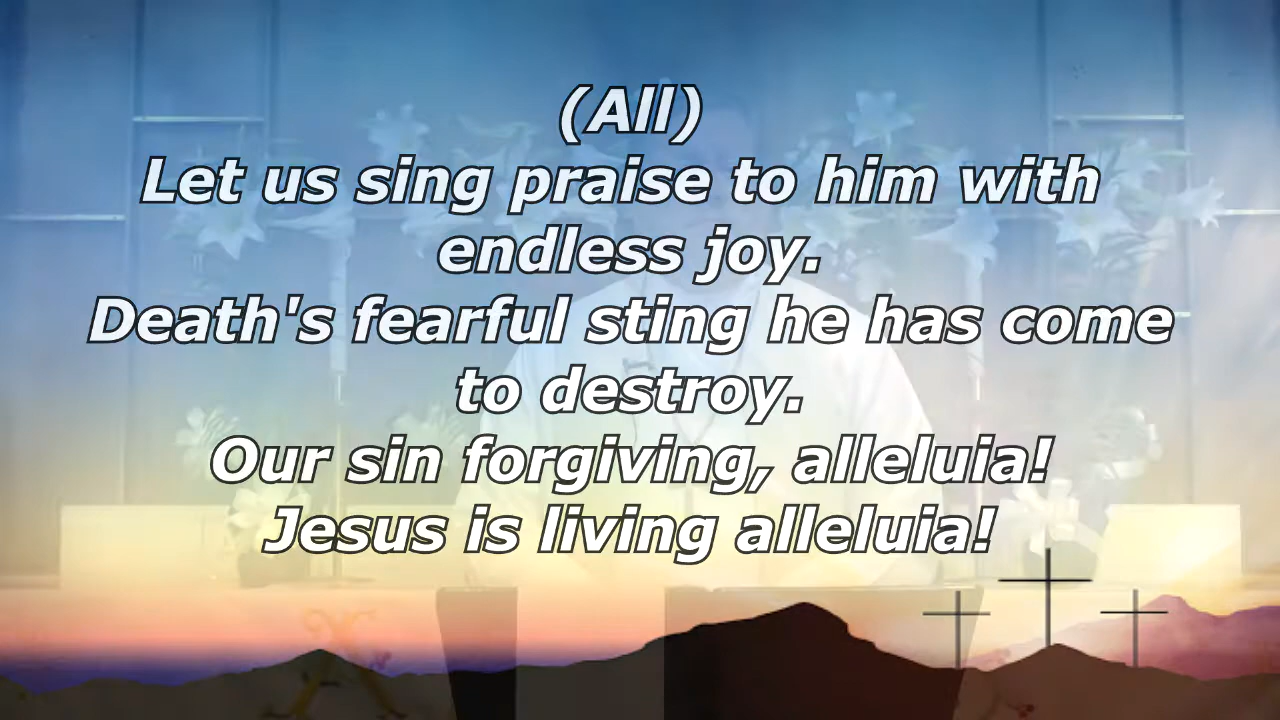 (All)
Let us sing praise to him with
endless joy.
Death's fearful sting he has come
to destroy.
Our sin forgiving, alleluia!
Jesus is living alleluia!